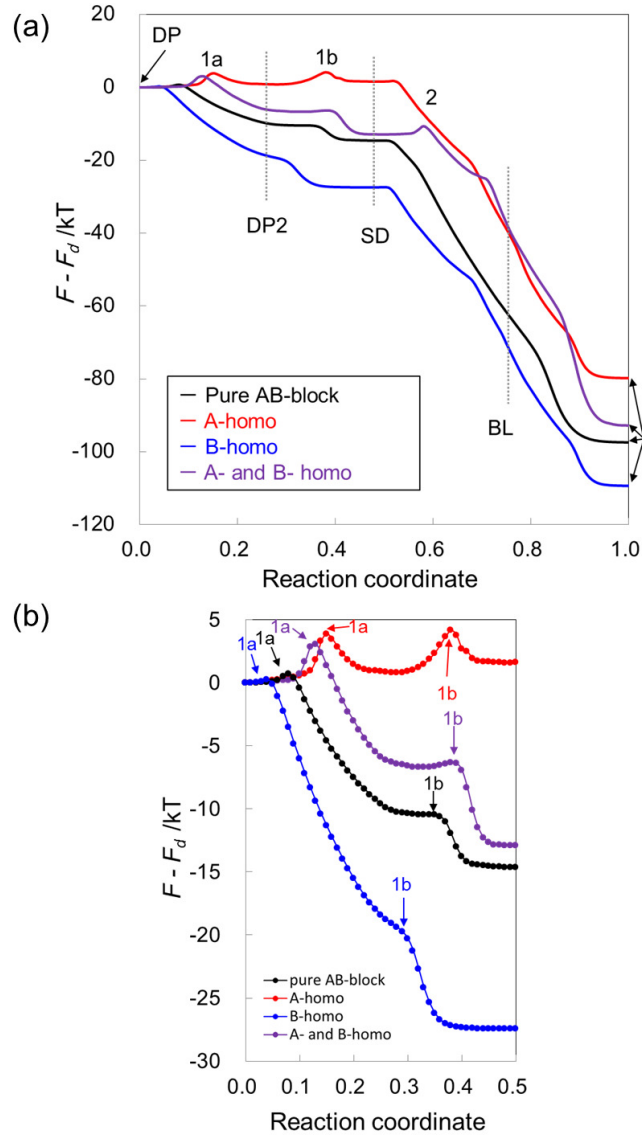 (a)
20
0
-20
-40
-60
-80
-100
-120
F - F_d /kT
DP
1a
1b
2
DP2
SD
BL
Pure AB-block
A-homo
B-homo
A- and B- homo
0.0 0.2 0.4 0.6 0.8 1.0
Reaction coordinate
(b)
5
0
-5
-10
-15
-20
-25
-30
F - F_d /kT
1a 1a 1a 1a
1b
1b
1b
1b
pure AB-block
A-homo
B-homo
A- and B-homo
0.0 0.1 0.2 0.3 0.4 0.5
Reaction coordinate